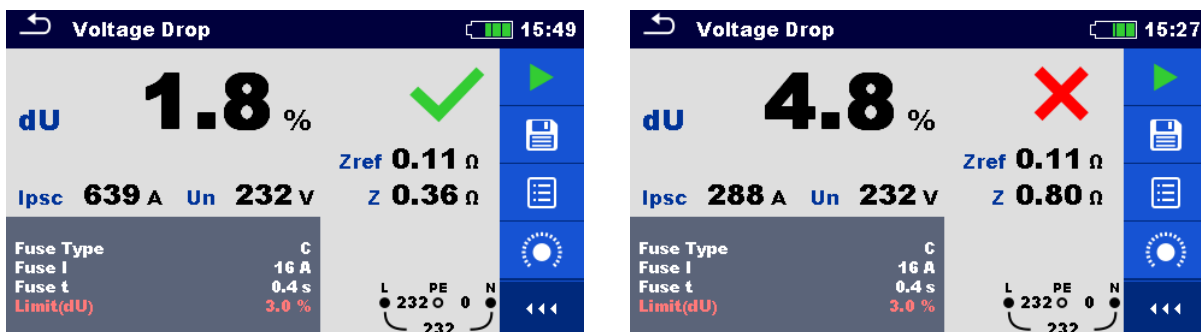 Voltage Drop 15:49
dU 1.8 %
Zref 0.11 Ω
Ipsc 639 A Un 232 V Z 0.36 Ω
Fuse Type C
Fuse I 16 A
Fuse t 0.4 s
Limit(dU) 3.0 %
L PE N
232 0
232
Voltage Drop 15:27
dU 4.8 %
Zref 0.11 Ω
Ipsc 288 A Un 232 V Z 0.80 Ω
Fuse Type C
Fuse I 16 A
Fuse t 0.4 s
Limit(dU) 3.0 %
L PE N
232 0
232